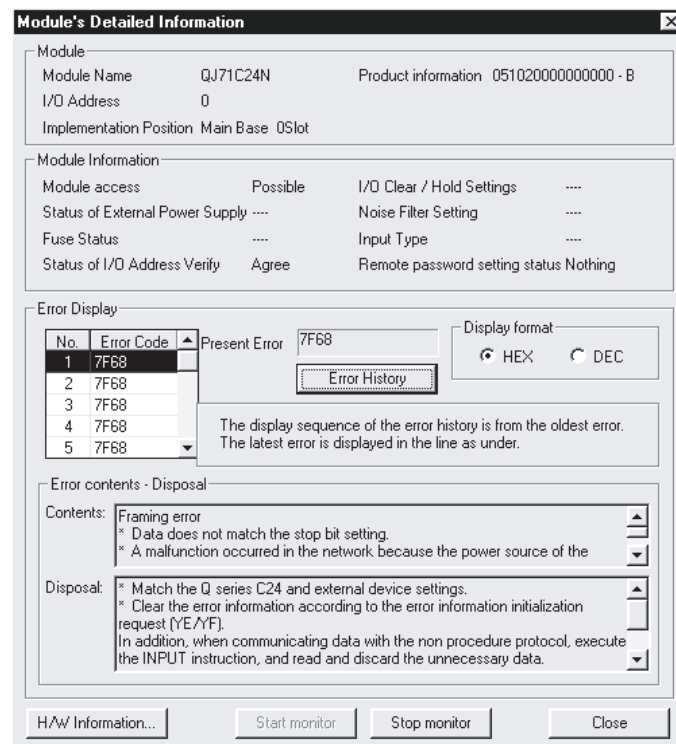 Module's Detailed Information
Module
Module Name QJ71C24N Product information 051020000000000 - B
I/O Address 0
Implementation Position Main Base 0Slot
Module Information
Module access Possible I/O Clear / Hold Settings ----
Status of External Power Supply ---- Noise Filter Setting ----
Fuse Status ---- Input Type ----
Status of I/O Address Verify Agree Remote password setting status Nothing
Error Display
No. Error Code
1 7F68
2 7F68
3 7F68
4 7F68
5 7F68
Present Error 7F68
Display format
HEX DEC
Error History
The display sequence of the error history is from the oldest error.
The latest error is displayed in the line as under.
Error contents - Disposal
Contents: Framing error
* Data does not match the stop bit setting.
* A malfunction occurred in the network because the power source of the
Disposal: * Match the Q series C24 and external device settings.
* Clear the error information according to the error information initialization
request (YE/YF).
In addition, when communicating data with the non procedure protocol, execute
the INPUT instruction, and read and discard the unnecessary data.
H/W Information... Start monitor Stop monitor Close